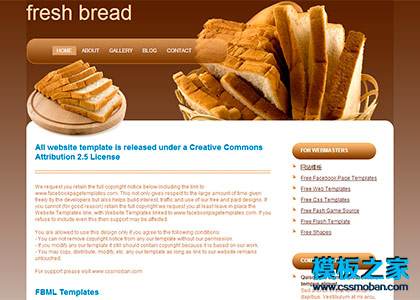 fresh bread
HOME ABOUT GALLERY BLOG CONTACT
All website template is released under a Creative Commons
Attribution 2.5 License
We request you retain the full copyright notice below including the link to
www.facebookpagetemplates.com. This not only gives respect to the large amount of time given
freely by the developers but also helps build interest, traffic and use of our free and paid designs. If
you cannot (for good reason) retain the full copyright we request you at least leave in place the
Website Templates line, with Website Templates linked to www.facebookpagetemplates.com. If you
refuse to include even this then support may be affected.
You are allowed to use this design only if you agree to the following conditions:
- You can not remove copyright notice from any our template without our permission.
- If you modify any our template it still should contain copyright because it is based on our work.
- You may copy, distribute, modify, etc. any our template as long as link to our website remains
untouched.
For support please visit www.cssmoban.com
FBML Templates
FOR WEBMASTERS
网站模板
Free Facebook Page Templates
Free Web Templates
Free Css Templates
Free Flash Game Source
Free Flash Template
Free Shapes
模板之家
www.cssmoban.com